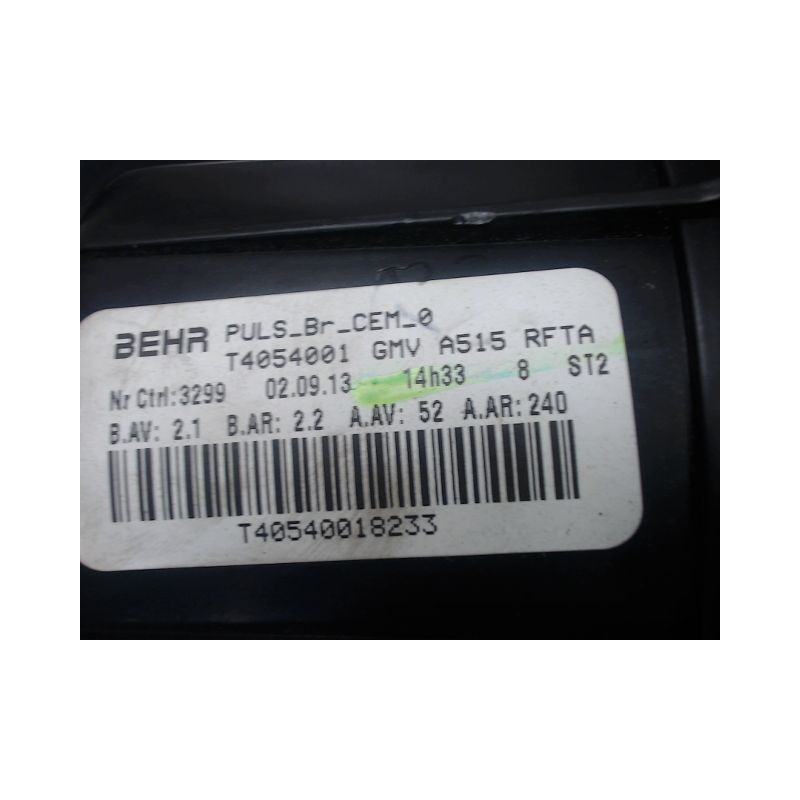 BEHR PULS_Br_CEM_0
T4054001 GMV A515 RFTA
Nr Ctrl:3299 02.09.13 14h33 8 ST2
B.AV: 2.1 B.AR: 2.2 A.AV: 52 A.AR: 240
T40540018233